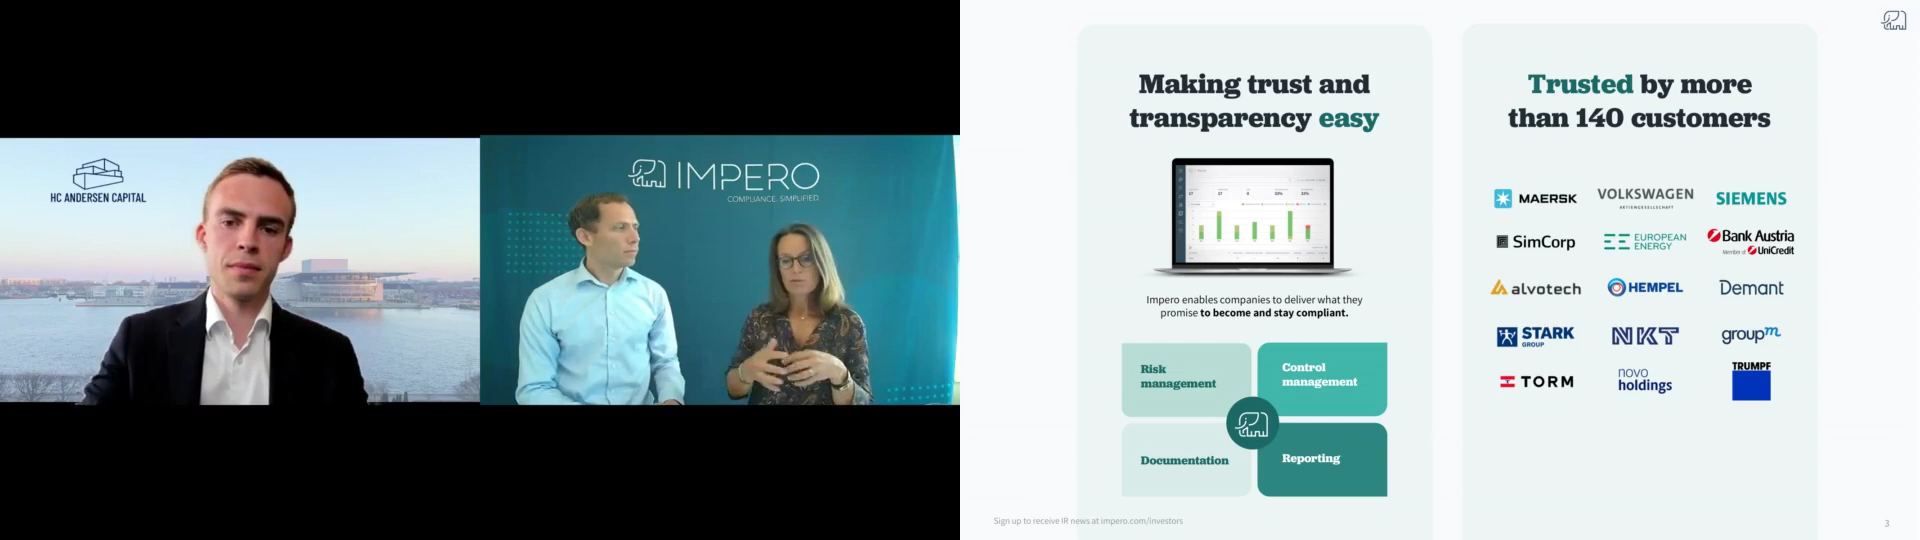 HC ANDERSEN CAPITAL
IMPERO
COMPLIANCE. SIMPLIFIED
Making trust and
transparency easy
Impero enables companies to deliver what they
promise to become and stay compliant.
Risk
management
Control
management
Documentation
Reporting
Sign up to receive IR news at impero.com/investors
Trusted by more
than 140 customers
MAERSK
VOLKSWAGEN
AKTIENGESELLSCHAFT
SIEMENS
SimCorp
EUROPEAN
ENERGY
Bank Austria
Member of UniCredit
alvotech
HEMPEL
Demant
STARK
GROUP
NKT
groupm
TORM
novo
holdings
TRUMPF
3